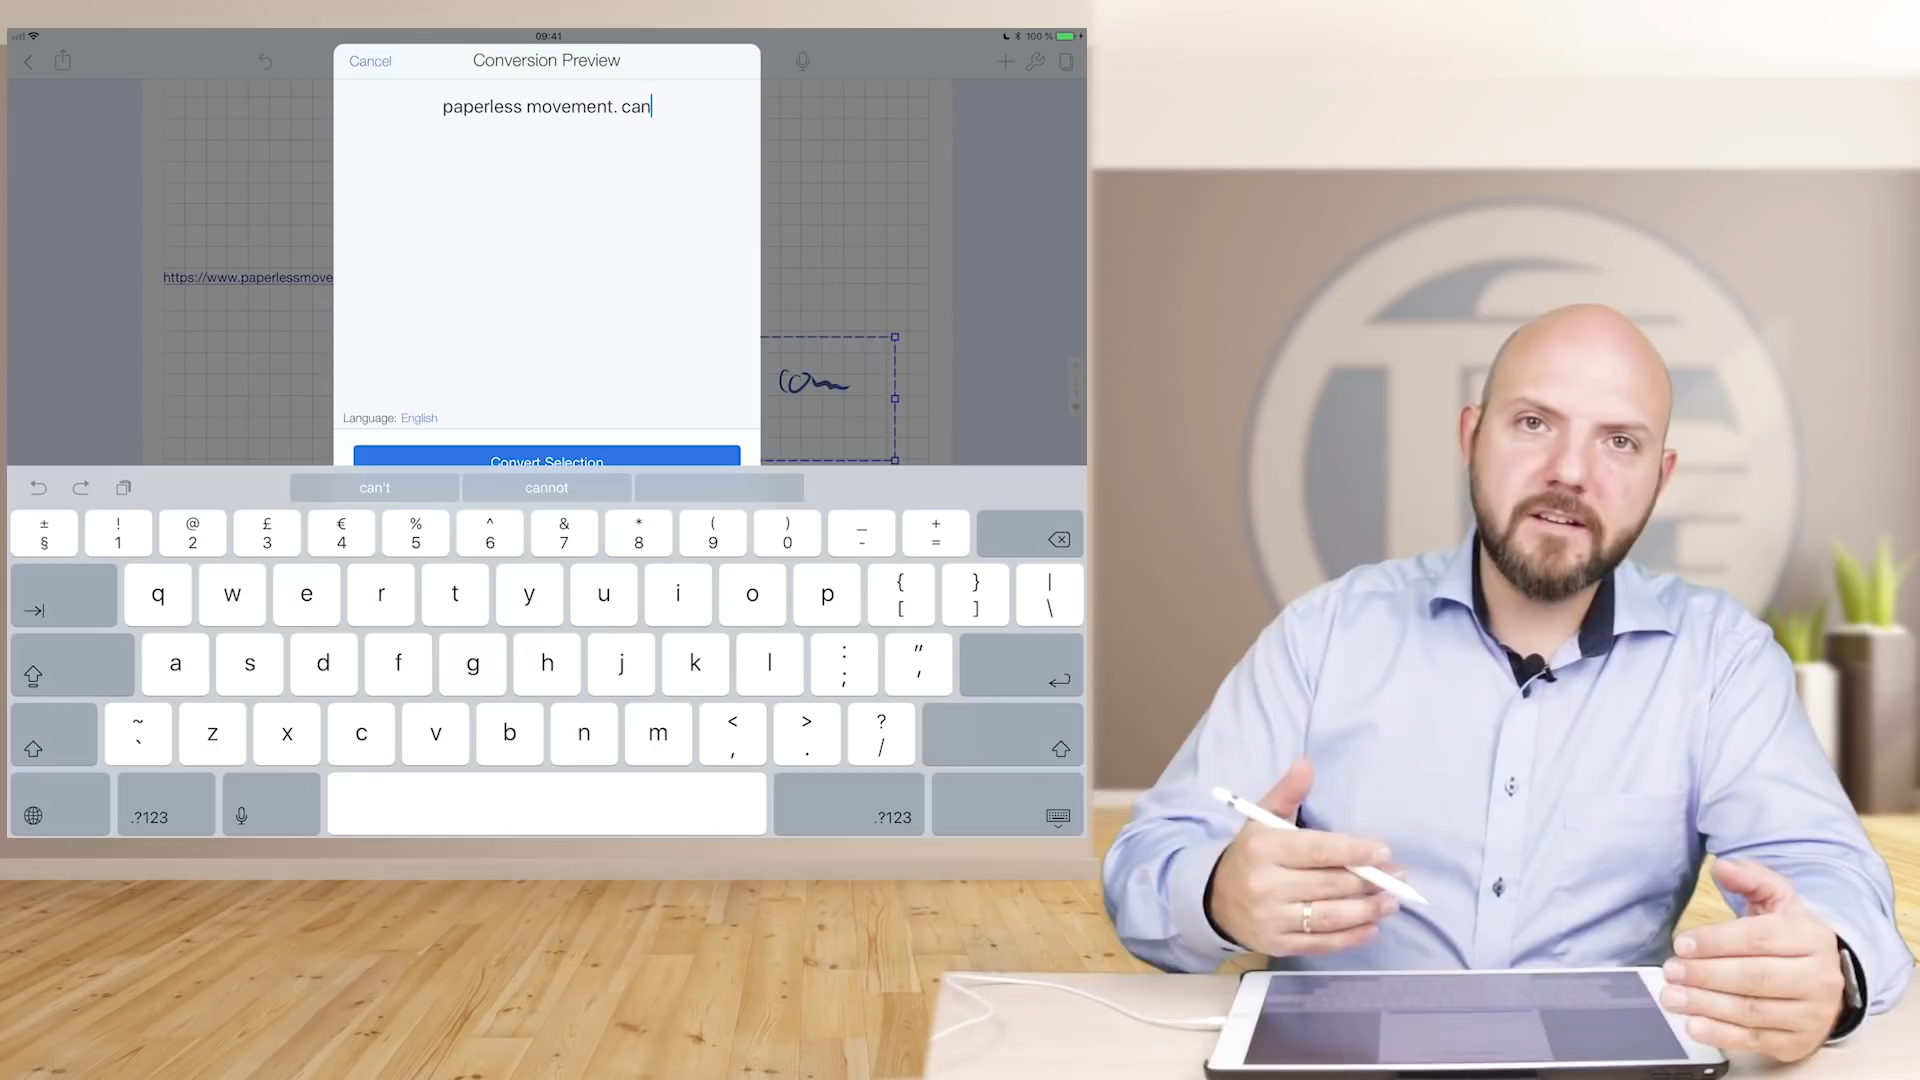 09:41
100 %
Cancel
Conversion Preview
paperless movement. can
https://www.paperlessmove
com
Language: English
Convert Selection
can't
cannot
± ! @ £ € % ^ & * ( ) _ +
§ 1 2 3 4 5 6 7 8 9 0 - =
q w e r t y u i o p { } |
[ ] \
a s d f g h j k l : "
; '
~ z x c v b n m < > ?
` , . /
.?123
.?123